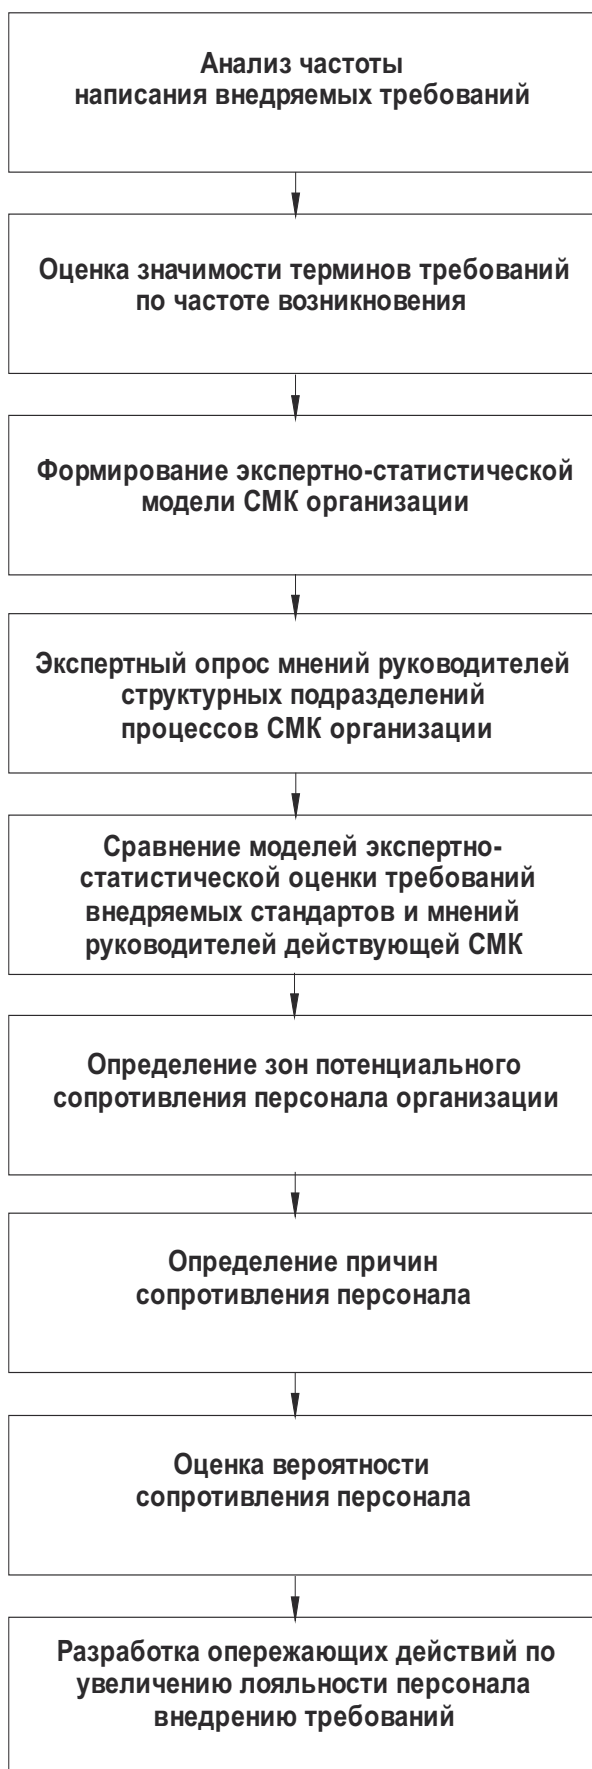 Анализ частоты
написания внедряемых требований
Оценка значимости терминов требований
по частоте возникновения
Формирование экспертно-статистической
модели СМК организации
Экспертный опрос мнений руководителей
структурных подразделений
процессов СМК организации
Сравнение моделей экспертно-
статистической оценки требований
внедряемых стандартов и мнений
руководителей действующей СМК
Определение зон потенциального
сопротивления персонала организации
Определение причин
сопротивления персонала
Оценка вероятности
сопротивления персонала
Разработка опережающих действий по
увеличению лояльности персонала
внедрению требований